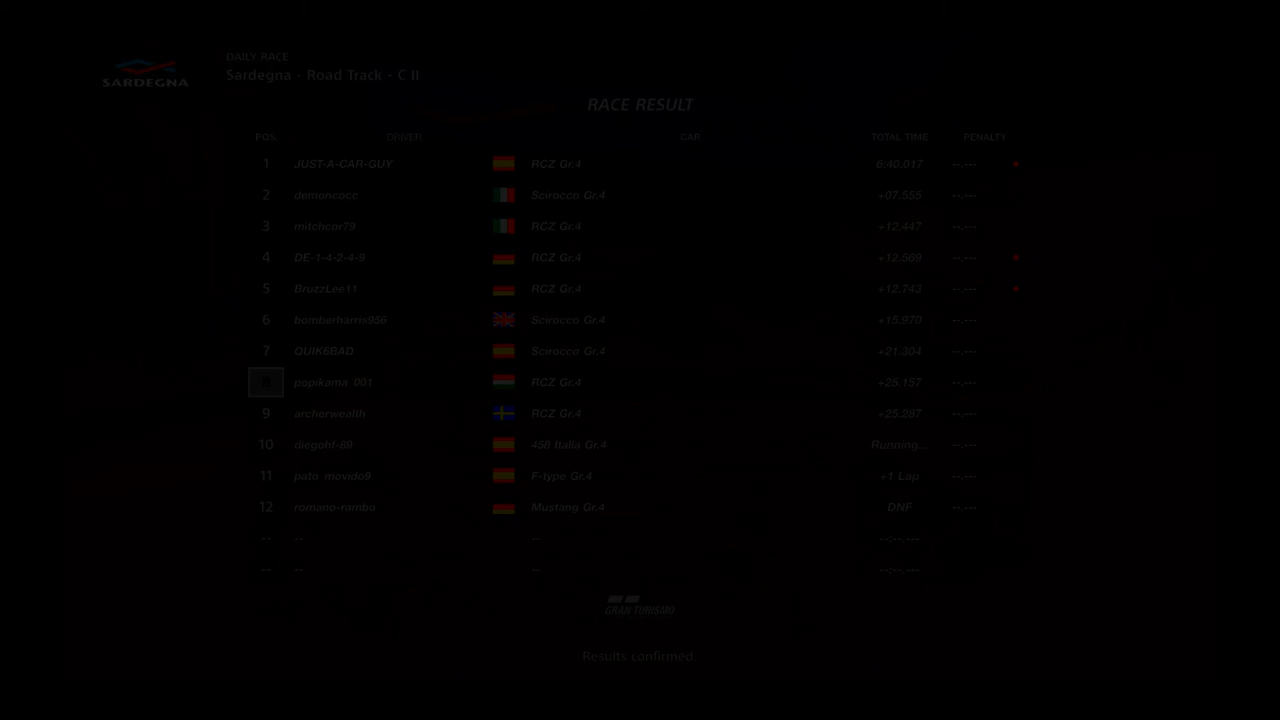 DAILY RACE
Sardegna - Road Track - C II
SARDEGNA
RACE RESULT
POS. DRIVER CAR TOTAL TIME PENALTY
1 JUST-A-CAR-GUY RCZ Gr.4 6:40.017 --.---
2 demoncocc Scirocco Gr.4 +07.555 --.---
3 mitchcor79 RCZ Gr.4 +12.447 --.---
4 DE-1-4-2-4-9 RCZ Gr.4 +12.569 --.---
5 BruzzLee11 RCZ Gr.4 +12.743 --.---
6 bomberharris956 Scirocco Gr.4 +15.970 --.---
7 QUIK6BAD Scirocco Gr.4 +21.304 --.---
8 popikama_001 RCZ Gr.4 +25.157 --.---
9 archerwealth RCZ Gr.4 +25.287 --.---
10 diegohf-89 458 Italia Gr.4 Running... --.---
11 pato_movido9 F-type Gr.4 +1 Lap --.---
12 romano-rambo Mustang Gr.4 DNF --.---
-- -- -- --:--.---
-- -- -- --:--.---
GRAN TURISMO
Results confirmed.